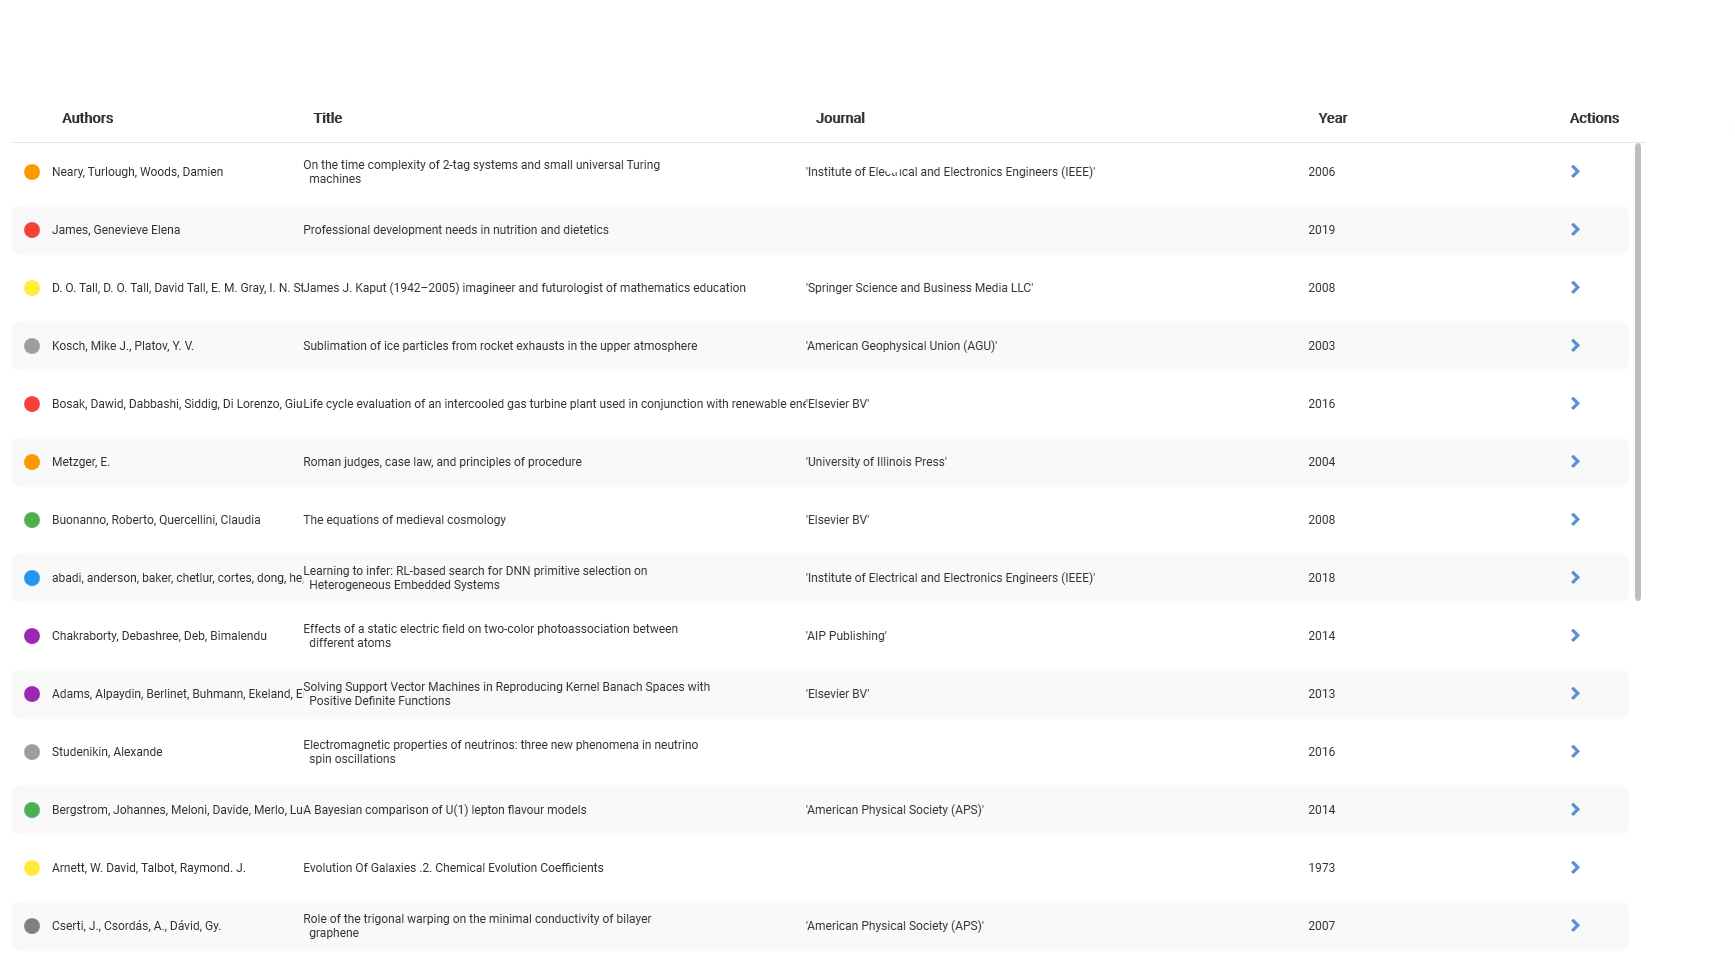 Authors Title Journal Year Actions
On the time complexity of 2-tag systems and small universal Turing
Neary, Turlough, Woods, Damien 'Institute of Electrical and Electronics Engineers (IEEE)' 2006
machines
James, Genevieve Elena Professional development needs in nutrition and dietetics 2019
D. O. Tall, D. O. Tall, David Tall, E. M. Gray, I. N. James J. Kaput (1942–2005) imagineer and futurologist of mathematics education 'Springer Science and Business Media LLC' 2008
Kosch, Mike J., Platov, Y. V. Sublimation of ice particles from rocket exhausts in the upper atmosphere 'American Geophysical Union (AGU)' 2003
Bosak, Dawid, Dabbashi, Siddig, Di Lorenzo, Giu Life cycle evaluation of an intercooled gas turbine plant used in conjunction with renewable 'Elsevier BV' 2016
Metzger, E. Roman judges, case law, and principles of procedure 'University of Illinois Press' 2004
Buonanno, Roberto, Quercellini, Claudia The equations of medieval cosmology 'Elsevier BV' 2008
Learning to infer: RL-based search for DNN primitive selection on
abadi, anderson, baker, chetlur, cortes, dong, he 'Institute of Electrical and Electronics Engineers (IEEE)' 2018
Heterogeneous Embedded Systems
Effects of a static electric field on two-color photoassociation between
Chakraborty, Debashree, Deb, Bimalendu 'AIP Publishing' 2014
different atoms
Solving Support Vector Machines in Reproducing Kernel Banach Spaces with
Adams, Alpaydin, Berlinet, Buhmann, Ekeland, E 'Elsevier BV' 2013
Positive Definite Functions
Electromagnetic properties of neutrinos: three new phenomena in neutrino
Studenikin, Alexande 2016
spin oscillations
Bergstrom, Johannes, Meloni, Davide, Merlo, Lu A Bayesian comparison of U(1) lepton flavour models 'American Physical Society (APS)' 2014
Arnett, W. David, Talbot, Raymond. J. Evolution Of Galaxies .2. Chemical Evolution Coefficients 1973
Role of the trigonal warping on the minimal conductivity of bilayer
Cserti, J., Csordás, A., Dávid, Gy. 'American Physical Society (APS)' 2007
graphene